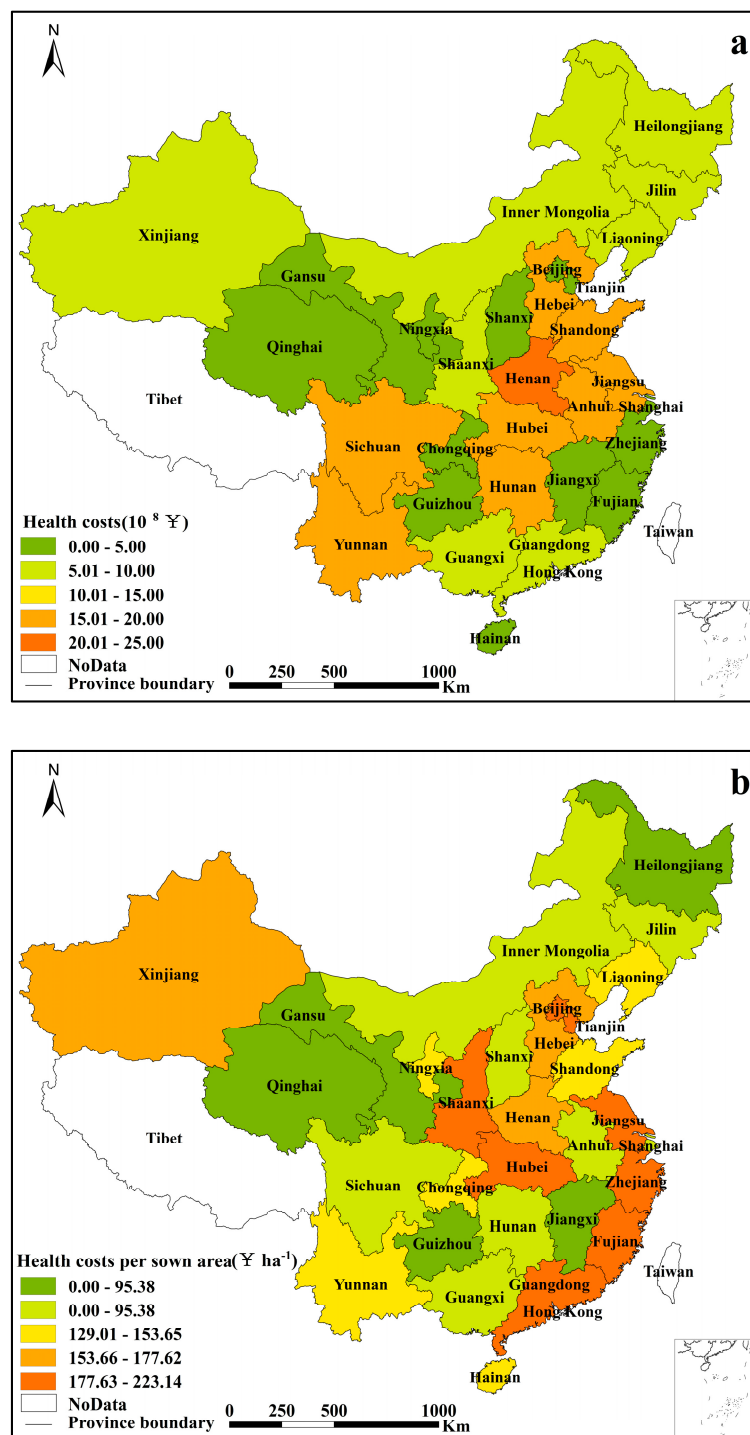 a
N
Heilongjiang
Jilin
Inner Mongolia
Liaoning
Xinjiang
Gansu
Beijing
Tianjin
Hebei
Ningxia
Shanxi
Shandong
Qinghai
Shaanxi
Henan
Jiangsu
Tibet
Anhui
Shanghai
Hubei
Sichuan
Chongqing
Zhejiang
Hunan
Jiangxi
Guizhou
Fujian
Yunnan
Guangxi
Guangdong
Taiwan
Hong Kong
Hainan
Health costs(10 8 ¥)
0.00 - 5.00
5.01 - 10.00
10.01 - 15.00
15.01 - 20.00
20.01 - 25.00
NoData
Province boundary
0 250 500 1000
Km
b
N
Heilongjiang
Jilin
Inner Mongolia
Liaoning
Xinjiang
Gansu
Beijing
Tianjin
Hebei
Ningxia
Shanxi
Shandong
Qinghai
Shaanxi
Henan
Jiangsu
Tibet
Anhui
Shanghai
Hubei
Sichuan
Chongqing
Zhejiang
Hunan
Jiangxi
Guizhou
Fujian
Yunnan
Guangxi
Guangdong
Taiwan
Hong Kong
Hainan
Health costs per sown area(¥ ha-1)
0.00 - 95.38
0.00 - 95.38
129.01 - 153.65
153.66 - 177.62
177.63 - 223.14
NoData
Province boundary
0 250 500 1000
Km